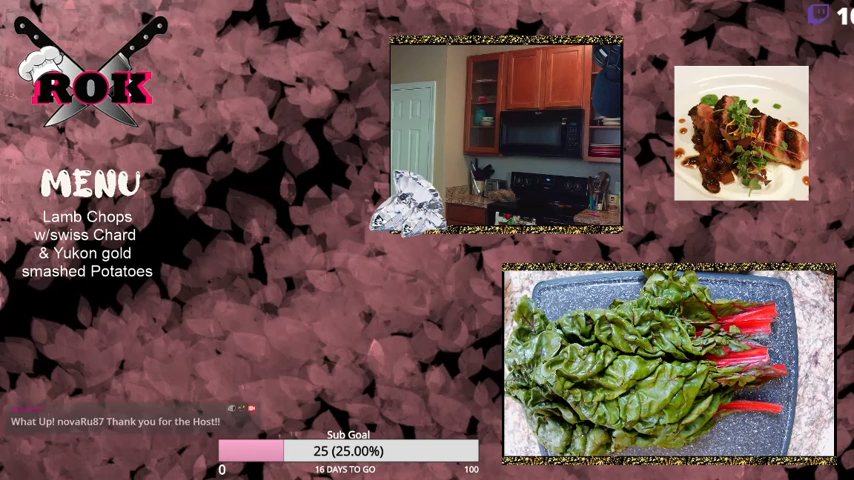 10
ROK
MENU
Lamb Chops
w/swiss Chard
& Yukon gold
smashed Potatoes
What Up! novaRu87 Thank you for the Host!!
Sub Goal
25 (25.00%)
0
16 DAYS TO GO
100